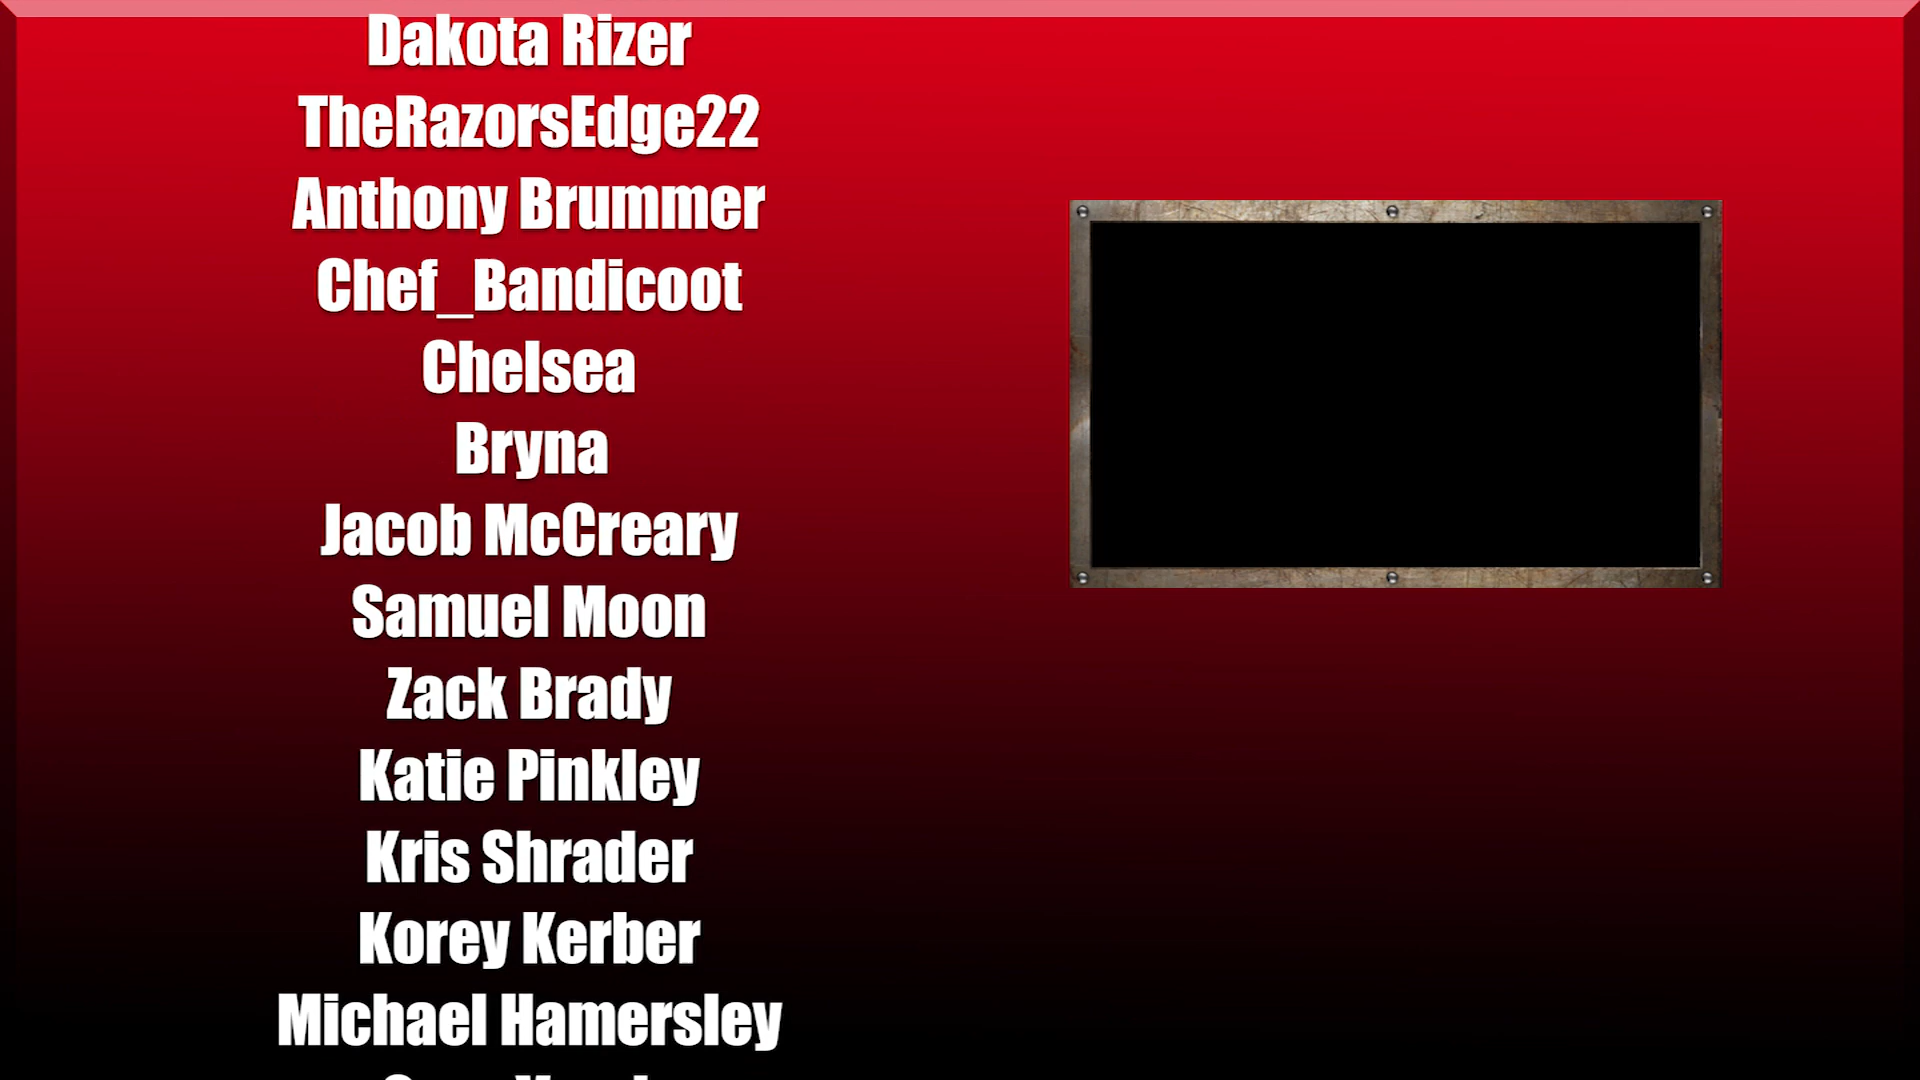 Dakota Rizer
TheRazorsEdge22
Anthony Brummer
Chef_Bandicoot
Chelsea
Bryna
Jacob McCreary
Samuel Moon
Zack Brady
Katie Pinkley
Kris Shrader
Korey Kerber
Michael Hamersley